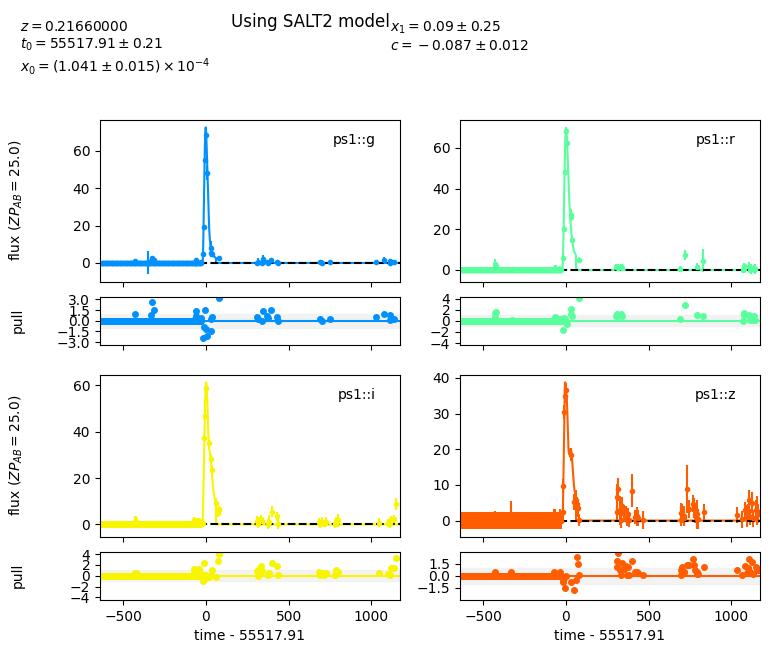 Using SALT2 model
z = 0.21660000
t₀ = 55517.91 ± 0.21
x₀ = (1.041 ± 0.015) × 10⁻⁴
x₁ = 0.09 ± 0.25
c = −0.087 ± 0.012
flux (ZP_AB = 25.0)
60
40
20
0
ps1::g
60
40
20
0
ps1::r
pull
3.0
1.5
0.0
−1.5
−3.0
4
2
0
−2
−4
flux (ZP_AB = 25.0)
60
40
20
0
ps1::i
40
30
20
10
0
ps1::z
pull
4
2
0
−2
−4
1.5
0.0
−1.5
−500 0 500 1000
−500 0 500 1000
time - 55517.91
time - 55517.91